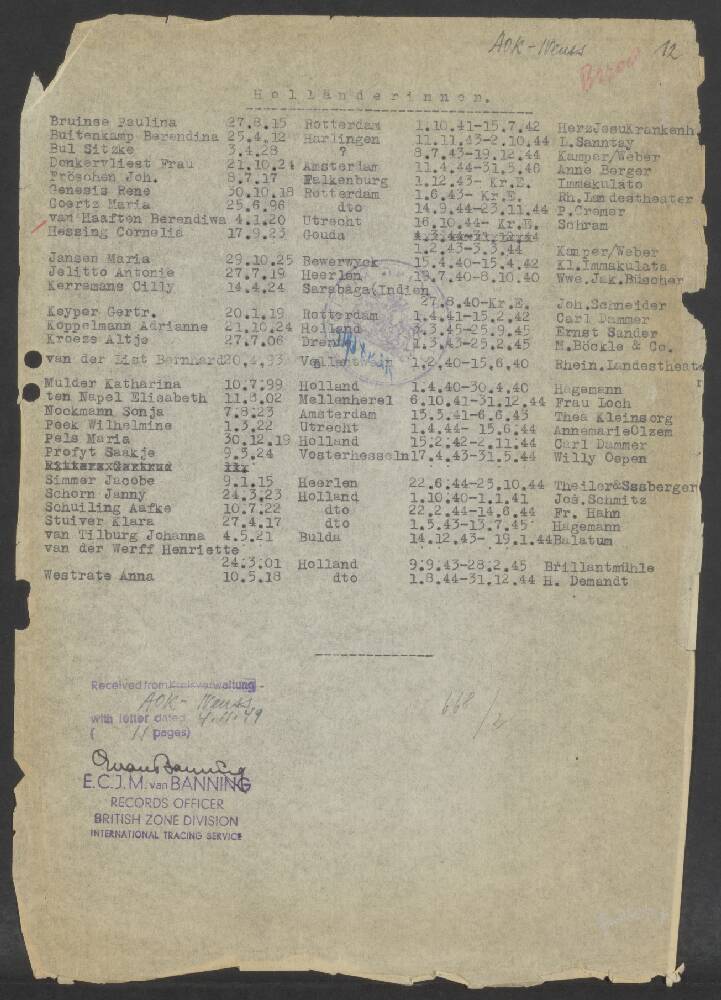 AOK - Neuss 12
Holländerinnen.
Bruinse Paulina 27.8.15 Rotterdam 1.10.41-15.7.42 HerzJesuKrankenh.
Buitenkamp Berendina 25.4.12 Harlingen 11.11.43-2.10.44 L.Sanntay
Bul Sitzke 3.4.28 ? 8.7.43-19.12.44 Kamper/Weber
Donkervliest Frau 21.10.24 Amsterdam 11.4.44-31.5.46 Anne Berger
Fröschen Joh. 8.7.17 Falkenburg 1.12.43- Kr.E. Immakulate
Genesis Rene 30.10.18 Rotterdam 1.6.43- Kr.E. Rh.Landestheater
Goertz Maria 25.6.96 dto 14.9.44-23.11.44 P.Cremer
van Haaften Berendiwa 4.1.20 Utrecht 16.10.44- Kr.E. Schram
Hessing Cornelia 17.9.23 Gouda
1.2.43-3.3.44 Kamper/Weber
Jansen Maria 29.10.25 Bewerwyck 15.4.40-15.4.42 Kl.Immakulata
Jelitto Antonie 27.7.19 Heerlen 13.7.40-8.10.40 Wwe.Jak.Büscher
Kerremans Cilly 14.4.24 Sarabaga(Indien
27.8.40-Kr.E. Joh.Schneider
Keyper Gertr. 20.1.19 Rotterdam 1.4.41-15.2.42 Carl Dammer
Koppelmann Adrianne 21.10.24 Holland 3.3.45-25.9.45 Ernst Sander
Kroeze Altje 27.7.06 1.3.43-25.2.45 M.Böckle & Co.
van der List Bernhard 20.4.93 1.2.40-15.6.40 Rhein.Landestheate
Mulder Katharina 10.7.99 Holland 1.4.40-30.4.40 Hagemann
ten Napel Elisabeth 11.8.02 Mellenherel 6.10.41-31.12.44 Frau Loch
Nockmann Sonja 7.8.23 Amsterdam 15.5.41-6.6.43 Thea Kleinsorg
Peek Wilhelmine 1.3.22 Utrecht 1.4.44- 15.6.44 AnnemarieOlzem
Pels Maria 30.12.19 Holland 15.2.42-2.11.44 Carl Dammer
Profyt Saakje 9.3.24 Vosterhesseln 17.4.43-31.5.44 Willy Ospen
Simmer Jacobe 9.1.15 Heerlen 22.6.44-25.10.44 Theiler&Sssberger
Schorn Janny 24.3.23 Holland 1.10.40-1.1.41 Jos.Schmitz
Schuiling Aafke 10.7.22 dto 22.2.44-14.6.44 Fr. Hahn
Stuiver Klara 27.4.17 dto 1.5.43-13.7.45 Hagemann
van Tilburg Johanna 4.5.21 Bulda 14.12.43- 19.1.44 Balatum
van der Werff Henriette
24.3.01 Holland 9.9.43-28.2.45 Brillantmühle
Westrate Anna 10.5.18 dto 1.8.44-31.12.44 H. Demandt
Received from Kreisverwaltung -
AOK - Neuss
with letter dated 4.11.49
( 11 pages)
668/2
E.C.J.M. van BANNING
RECORDS OFFICER
BRITISH ZONE DIVISION
INTERNATIONAL TRACING SERVICE